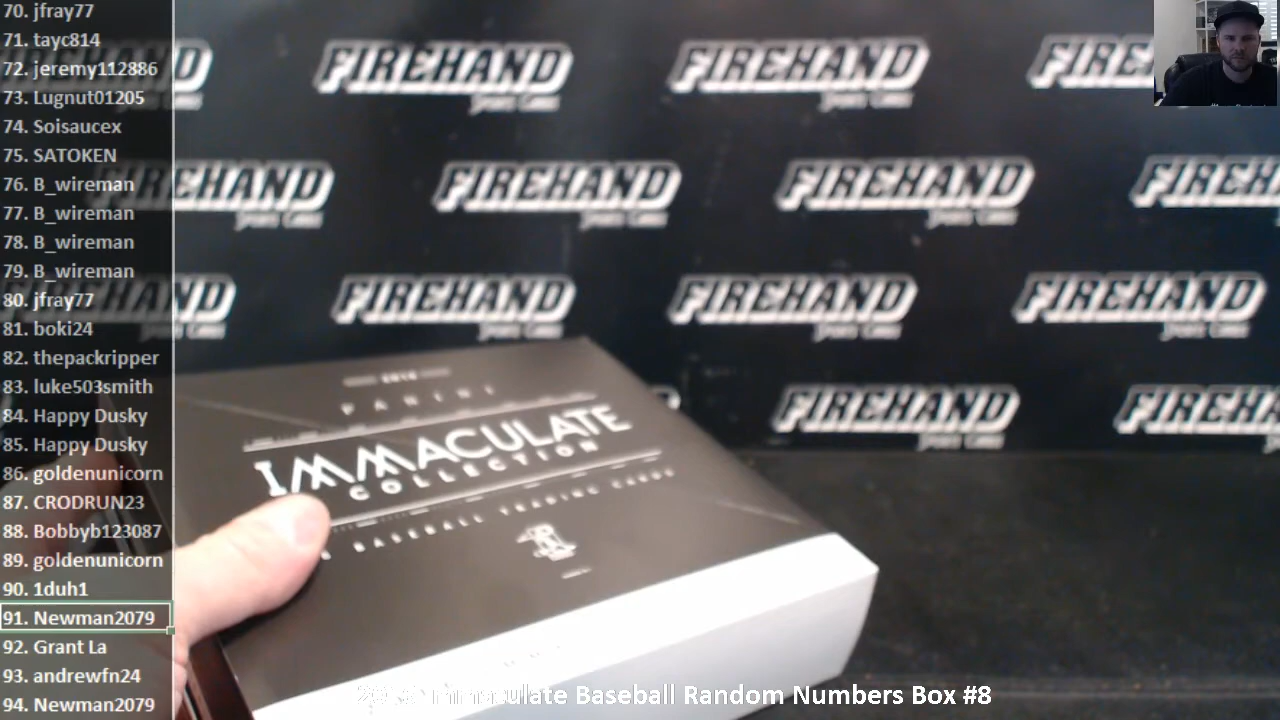 70. jfray77
71. tayc814
72. jeremy112886
73. Lugnut01205
74. Soisaucex
75. SATOKEN
76. B_wireman
77. B_wireman
78. B_wireman
79. B_wireman
80. jfray77
81. boki24
82. thepackripper
83. luke503smith
84. Happy Dusky
85. Happy Dusky
86. goldenunicorn
87. CRODRUN23
88. Bobbyb123087
89. goldenunicorn
90. 1duh1
91. Newman2079
92. Grant La
93. andrewfn24
94. Newman2079
FIREHAND FIREHAND
FIREHAND FIREHAND
FIREHAND FIREHAND FIREHAND
FIREHAND
PANINI
IMMACULATE
COLLECTION
BASEBALL TRADING CARDS
Immaculate Baseball Random Numbers Box #8